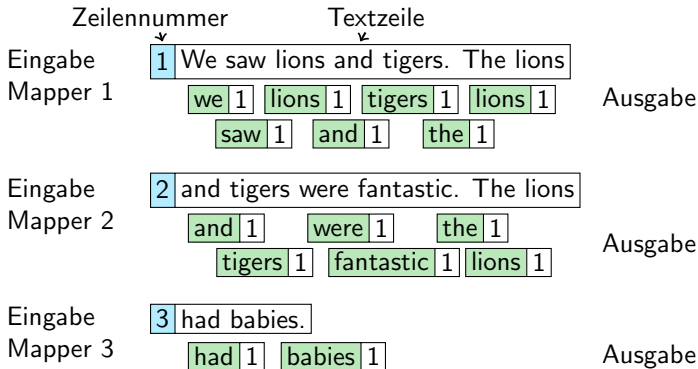 Zeilennummer Textzeile
Eingabe Mapper 1
1 We saw lions and tigers. The lions
we 1 lions 1 tigers 1 lions 1
saw 1 and 1 the 1
Ausgabe
Eingabe Mapper 2
2 and tigers were fantastic. The lions
and 1 were 1 the 1
tigers 1 fantastic 1 lions 1
Ausgabe
Eingabe Mapper 3
3 had babies.
had 1 babies 1
Ausgabe